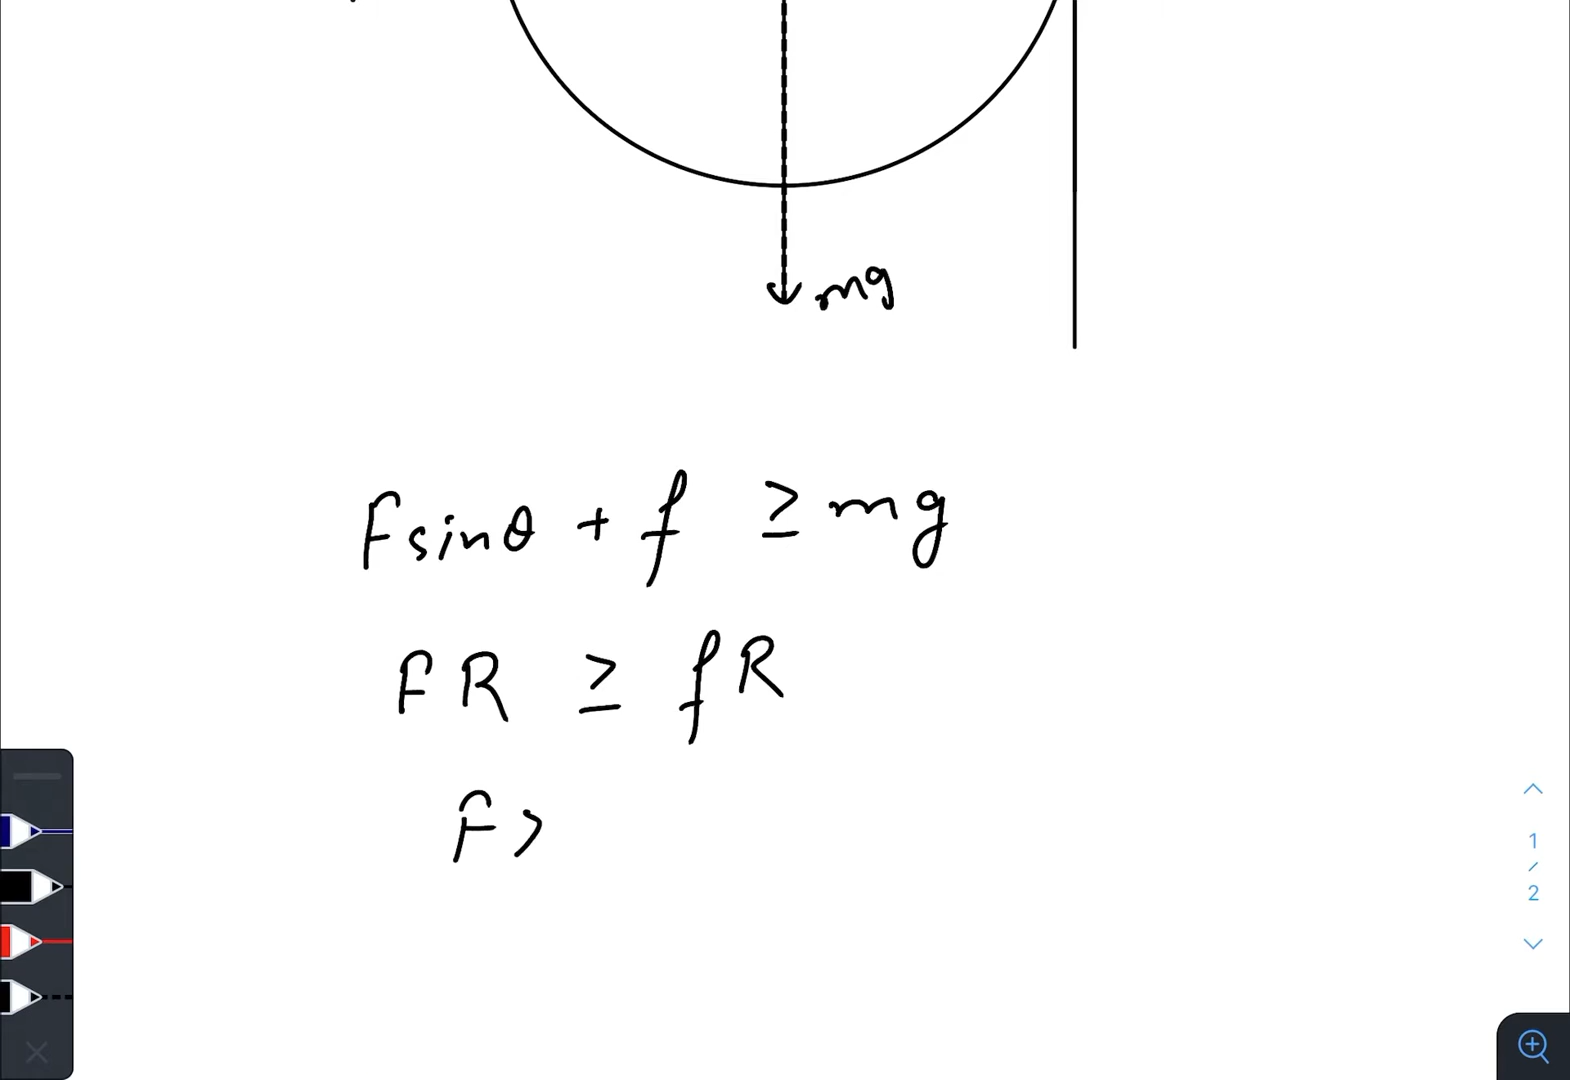 mg
Fsinθ + f ≥ mg
FR ≥ fR
F >
1
/
2